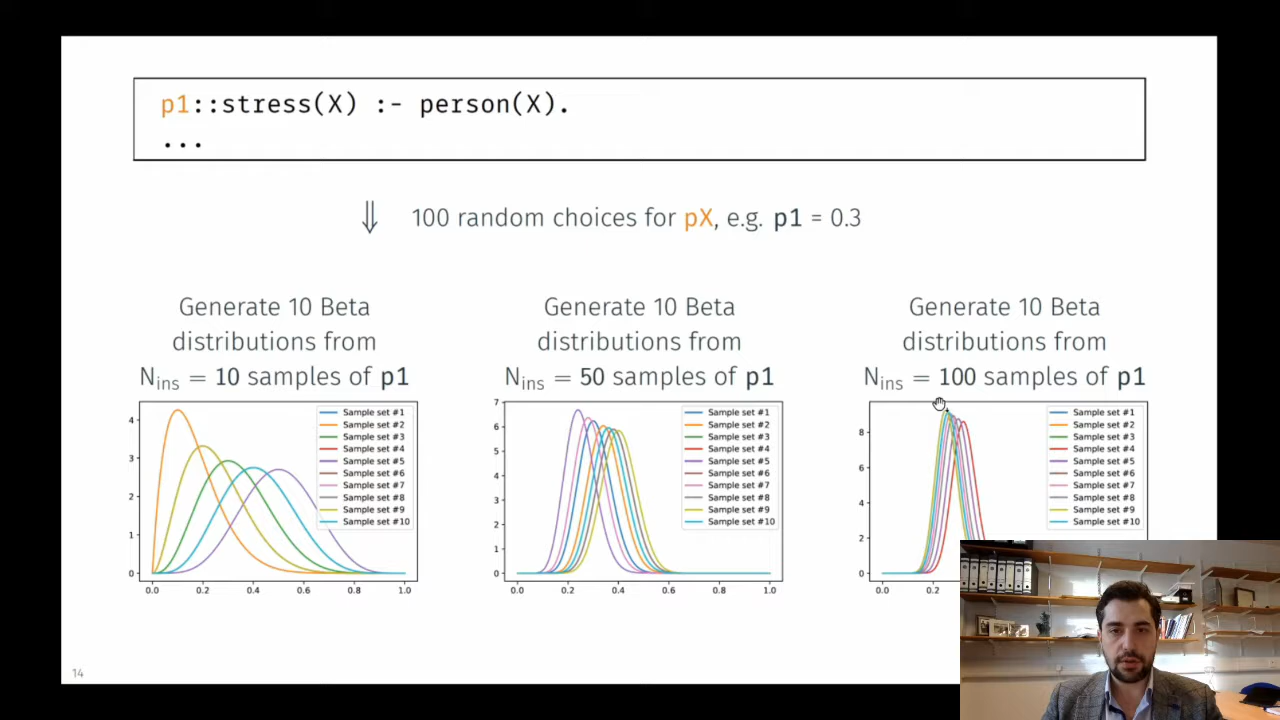 p1::stress(X) :- person(X).
...
⇓ 100 random choices for pX, e.g. p1 = 0.3
Generate 10 Beta
distributions from
Nins = 10 samples of p1
4
3
2
1
0
0.0 0.2 0.4 0.6 0.8 1.0
Sample set #1
Sample set #2
Sample set #3
Sample set #4
Sample set #5
Sample set #6
Sample set #7
Sample set #8
Sample set #9
Sample set #10
Generate 10 Beta
distributions from
Nins = 50 samples of p1
7
6
5
4
3
2
1
0
0.0 0.2 0.4 0.6 0.8 1.0
Sample set #1
Sample set #2
Sample set #3
Sample set #4
Sample set #5
Sample set #6
Sample set #7
Sample set #8
Sample set #9
Sample set #10
Generate 10 Beta
distributions from
Nins = 100 samples of p1
8
6
4
2
0
0.0 0.2
Sample set #1
Sample set #2
Sample set #3
Sample set #4
Sample set #5
Sample set #6
Sample set #7
Sample set #8
Sample set #9
Sample set #10
14